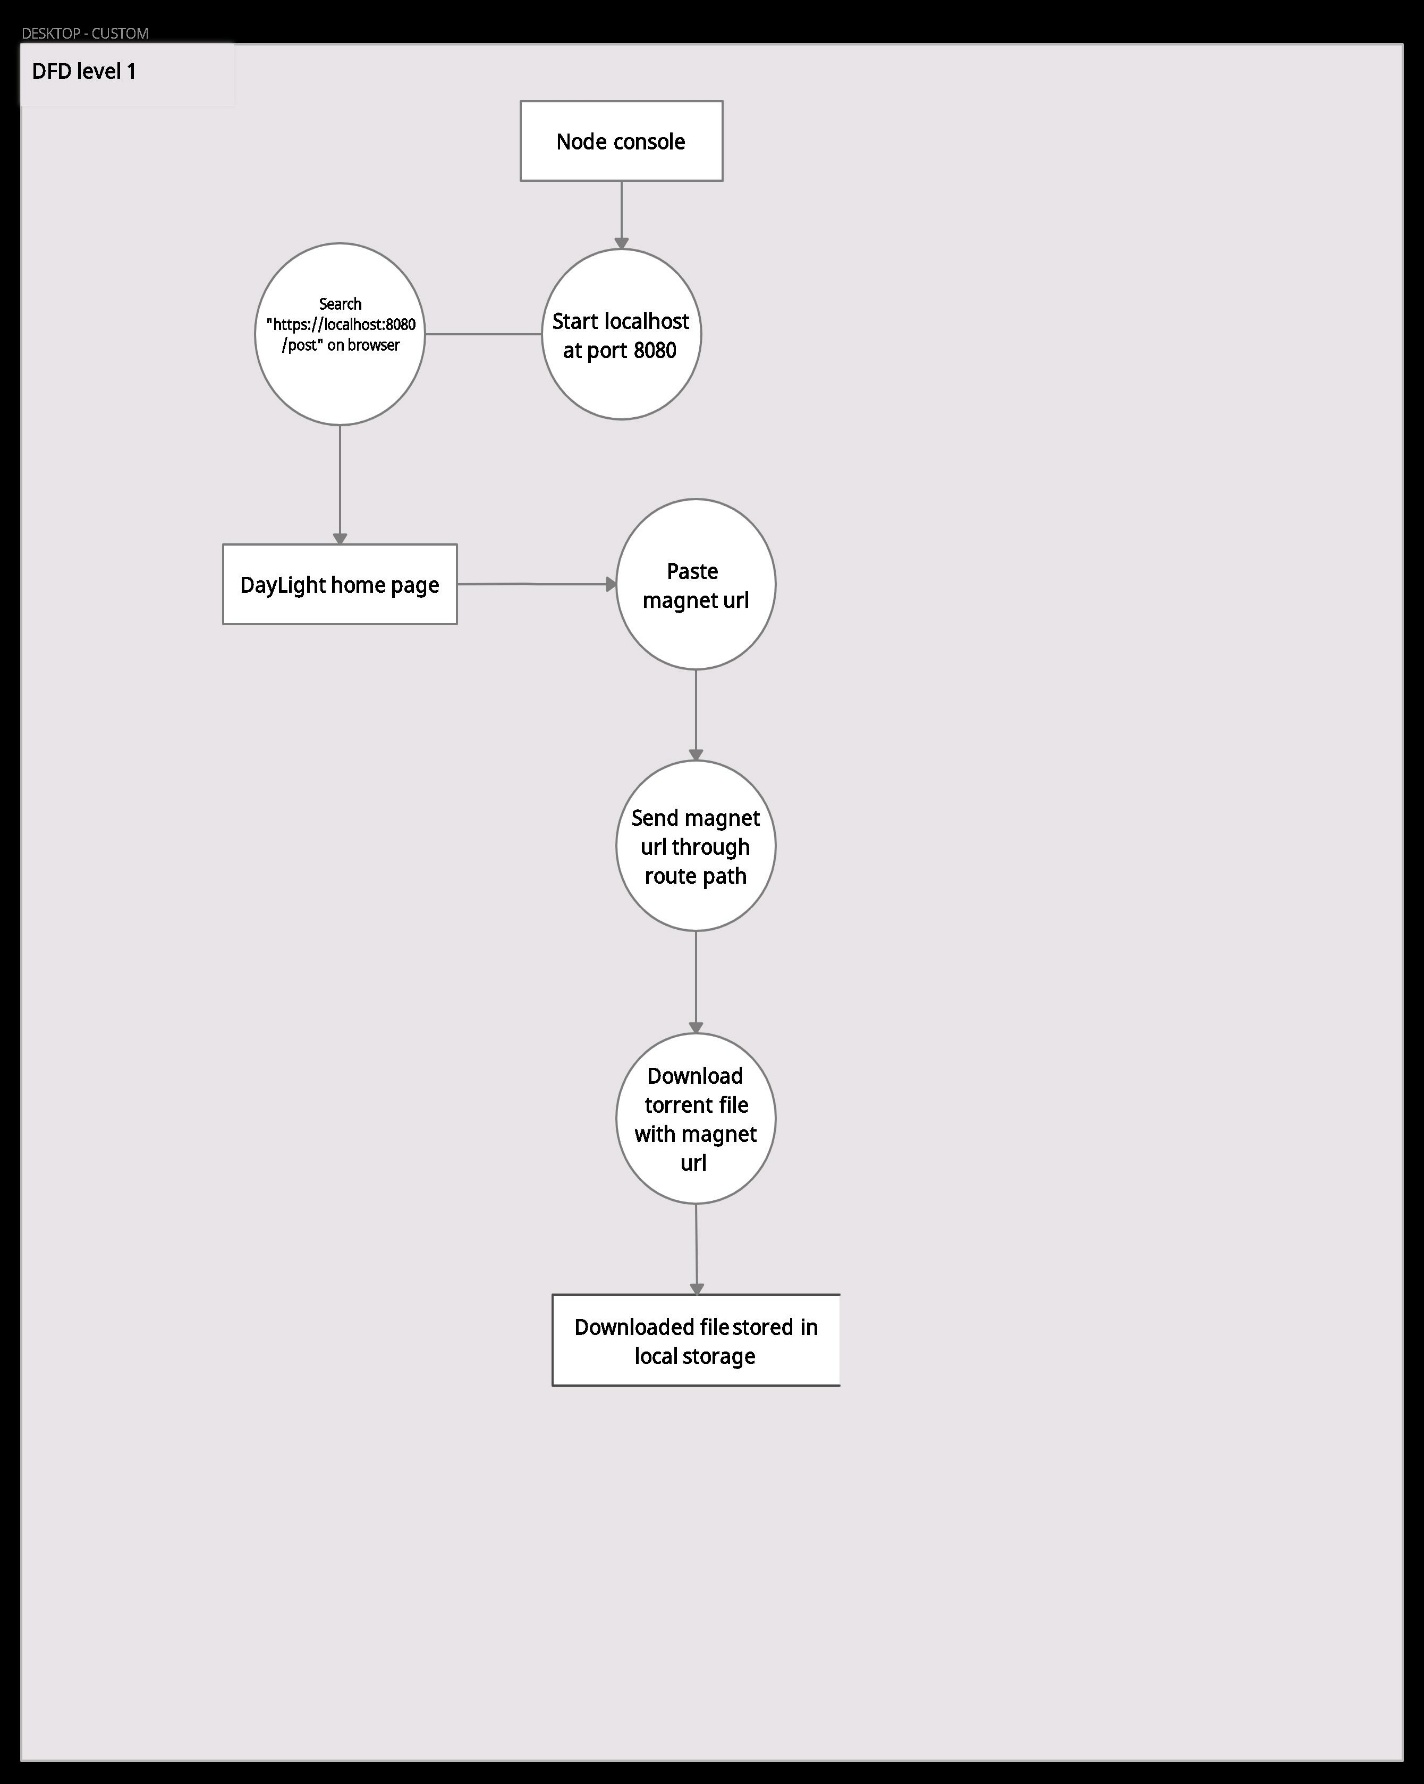 DESKTOP - CUSTOM
DFD level 1
Node console
Search
"https://localhost:8080
/post" on browser
Start localhost
at port 8080
DayLight home page
Paste
magnet url
Send magnet
url through
route path
Download
torrent file
with magnet
url
Downloaded file stored in
local storage